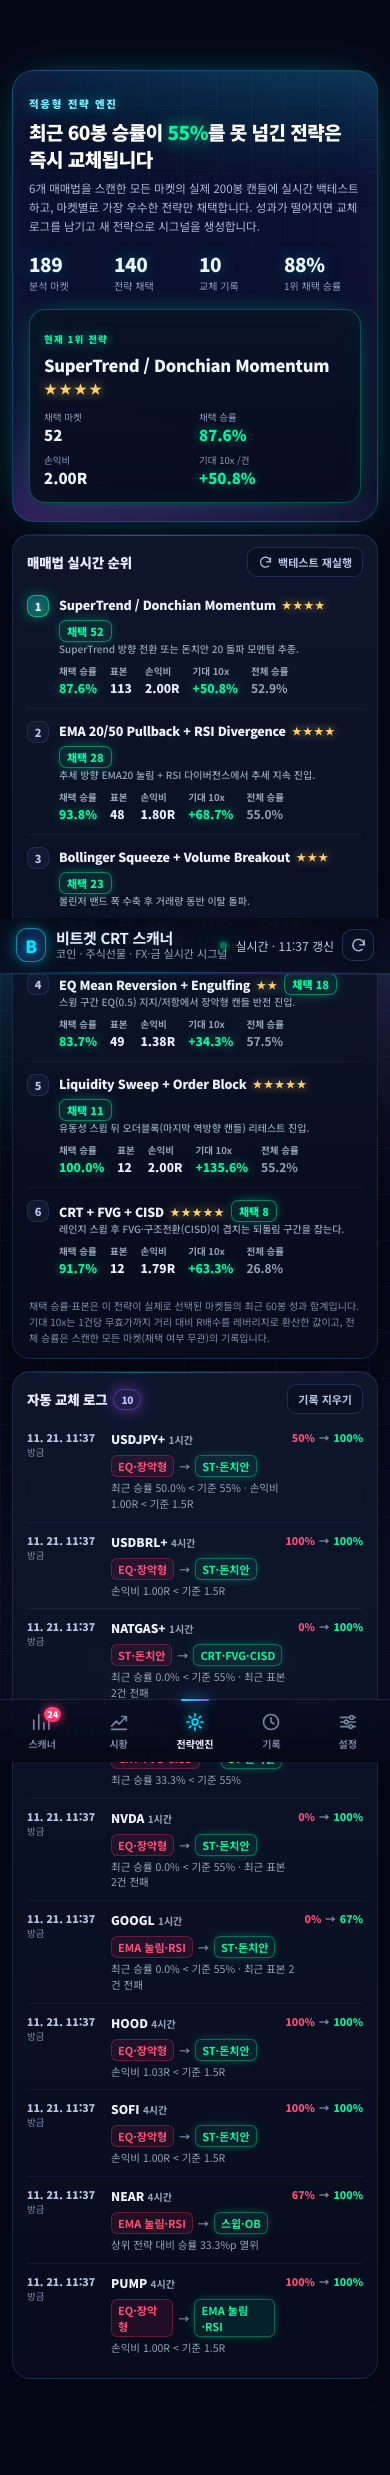 적응형 전략 엔진
최근 60봉 승률이 55%를 못 넘긴 전략은
즉시 교체됩니다
6개 매매법을 스캔한 모든 마켓의 실제 200봉 캔들에 실시간 백테스트
하고, 마켓별로 가장 우수한 전략만 채택합니다. 성과가 떨어지면 교체
로그를 남기고 새 전략으로 시그널을 생성합니다.
189 140 10 88%
분석 마켓 전략 채택 교체 기록 1위 채택 승률
현재 1위 전략
SuperTrend / Donchian Momentum
★★★★
채택 마켓 채택 승률
52 87.6%
손익비 기대 10x /건
2.00R +50.8%
매매법 실시간 순위 백테스트 재실행
1 SuperTrend / Donchian Momentum ★★★★
채택 52
SuperTrend 방향 전환 또는 돈치안 20 돌파 모멘텀 추종.
채택 승률 표본 손익비 기대 10x 전체 승률
87.6% 113 2.00R +50.8% 52.9%
2 EMA 20/50 Pullback + RSI Divergence ★★★★
채택 28
추세 방향 EMA20 눌림 + RSI 다이버전스에서 추세 지속 진입.
채택 승률 표본 손익비 기대 10x 전체 승률
93.8% 48 1.80R +68.7% 55.0%
3 Bollinger Squeeze + Volume Breakout ★★★
채택 23
볼린저 밴드 폭 수축 후 거래량 동반 이탈 돌파.
B 비트겟 CRT 스캐너 실시간 · 11:37 갱신
코인 · 주식선물 · FX·금 실시간 시그널
4 EQ Mean Reversion + Engulfing ★★ 채택 18
스윙 구간 EQ(0.5) 지지/저항에서 장악형 캔들 반전 진입.
채택 승률 표본 손익비 기대 10x 전체 승률
83.7% 49 1.38R +34.3% 57.5%
5 Liquidity Sweep + Order Block ★★★★★
채택 11
유동성 스윕 뒤 오더블록(마지막 역방향 캔들) 리테스트 진입.
채택 승률 표본 손익비 기대 10x 전체 승률
100.0% 12 2.00R +135.6% 55.2%
6 CRT + FVG + CISD ★★★★★ 채택 8
레인지 스윕 후 FVG·구조전환(CISD)이 겹치는 되돌림 구간을 잡는다.
채택 승률 표본 손익비 기대 10x 전체 승률
91.7% 12 1.79R +63.3% 26.8%
채택 승률·표본은 이 전략이 실제로 선택된 마켓들의 최근 60봉 성과 합계입니다.
기대 10x는 1건당 무효가까지 거리 대비 R배수를 레버리지로 환산한 값이고, 전
체 승률은 스캔한 모든 마켓(채택 여부 무관)의 기록입니다.
자동 교체 로그 10 기록 지우기
11. 21. 11:37 USDJPY+ 1시간 50% → 100%
방금
EQ·장악형 → ST·돈치안
최근 승률 50.0% < 기준 55% · 손익비
1.00R < 기준 1.5R
11. 21. 11:37 USDBRL+ 4시간 100% → 100%
방금
EQ·장악형 → ST·돈치안
손익비 1.00R < 기준 1.5R
11. 21. 11:37 NATGAS+ 1시간 0% → 100%
방금
ST·돈치안 → CRT·FVG·CISD
최근 승률 0.0% < 기준 55% · 최근 표본
2건 전패
24
스캐너 시황 전략엔진 기록 설정
최근 승률 33.3% < 기준 55%
11. 21. 11:37 NVDA 1시간 0% → 100%
방금
EQ·장악형 → ST·돈치안
최근 승률 0.0% < 기준 55% · 최근 표본
2건 전패
11. 21. 11:37 GOOGL 1시간 0% → 67%
방금
EMA 눌림·RSI → ST·돈치안
최근 승률 0.0% < 기준 55% · 최근 표본 2
건 전패
11. 21. 11:37 HOOD 4시간 100% → 100%
방금
EQ·장악형 → ST·돈치안
손익비 1.03R < 기준 1.5R
11. 21. 11:37 SOFI 4시간 100% → 100%
방금
EQ·장악형 → ST·돈치안
손익비 1.00R < 기준 1.5R
11. 21. 11:37 NEAR 4시간 67% → 100%
방금
EMA 눌림·RSI → 스윕·OB
상위 전략 대비 승률 33.3%p 열위
11. 21. 11:37 PUMP 4시간 100% → 100%
방금
EQ·장악 → EMA 눌림
형 ·RSI
손익비 1.00R < 기준 1.5R